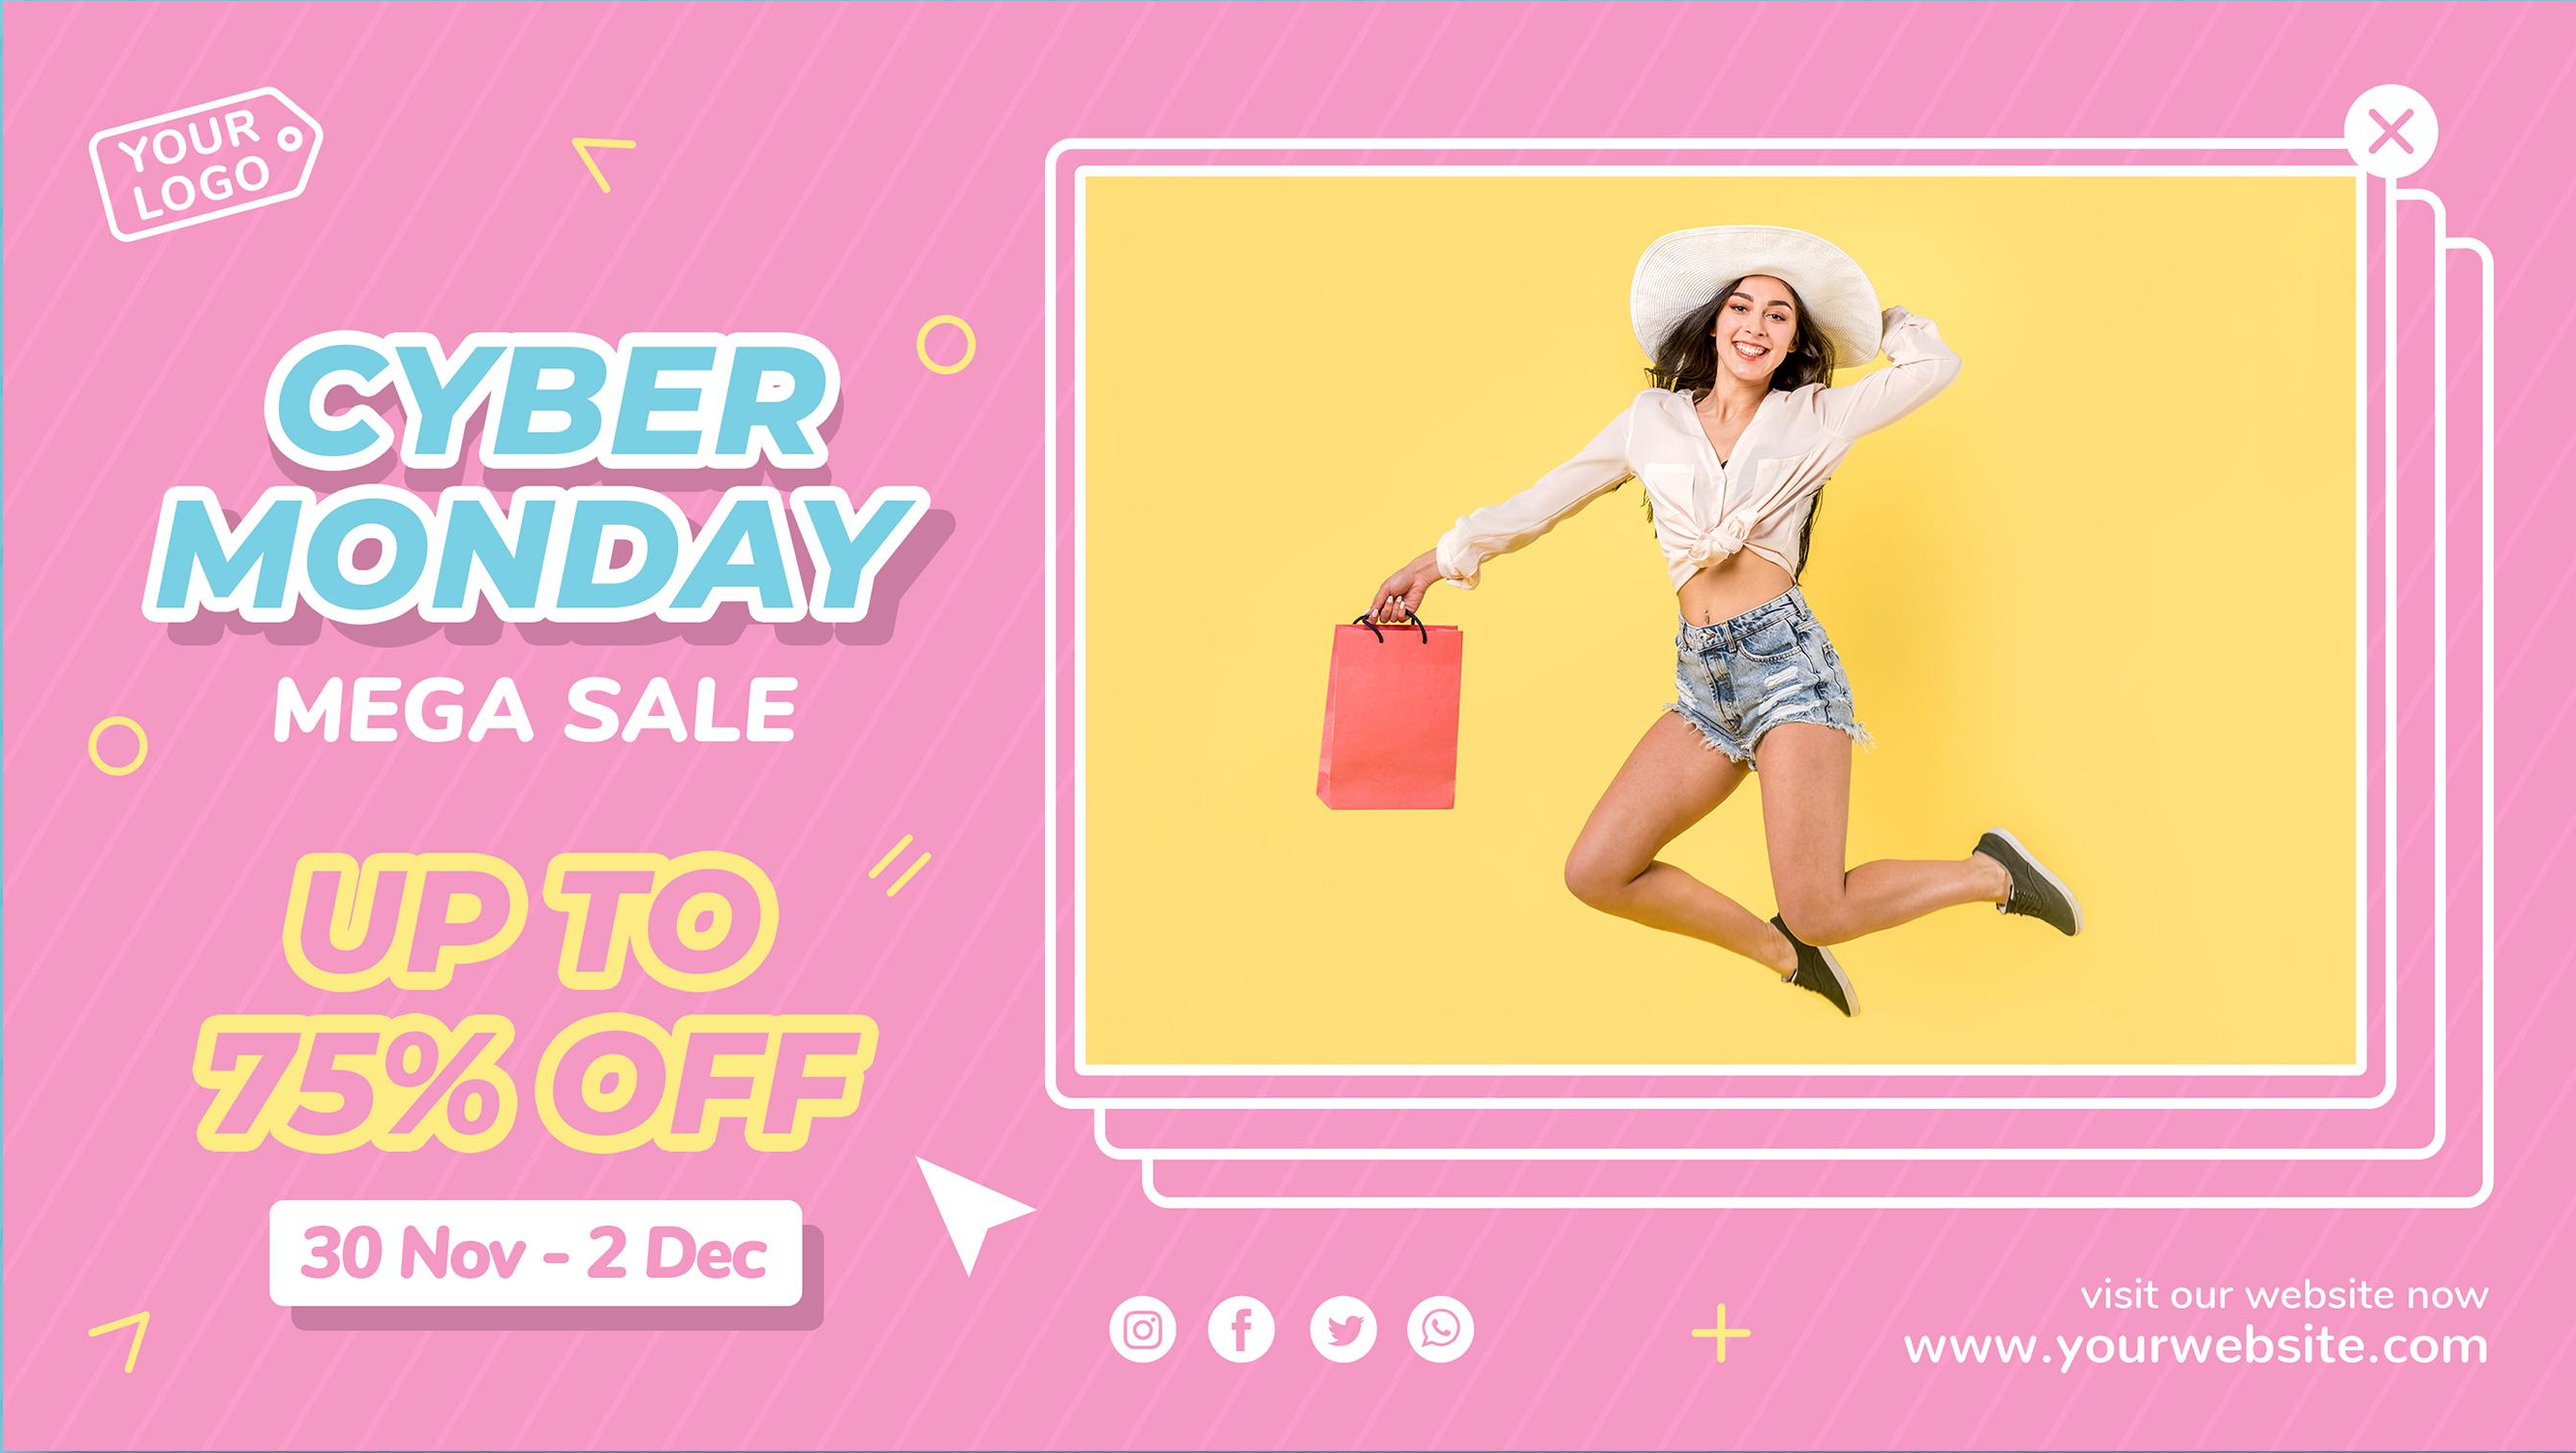 YOUR
LOGO
CYBER
MONDAY
MEGA SALE
UP TO
75% OFF
30 Nov - 2 Dec
visit our website now
www.yourwebsite.com